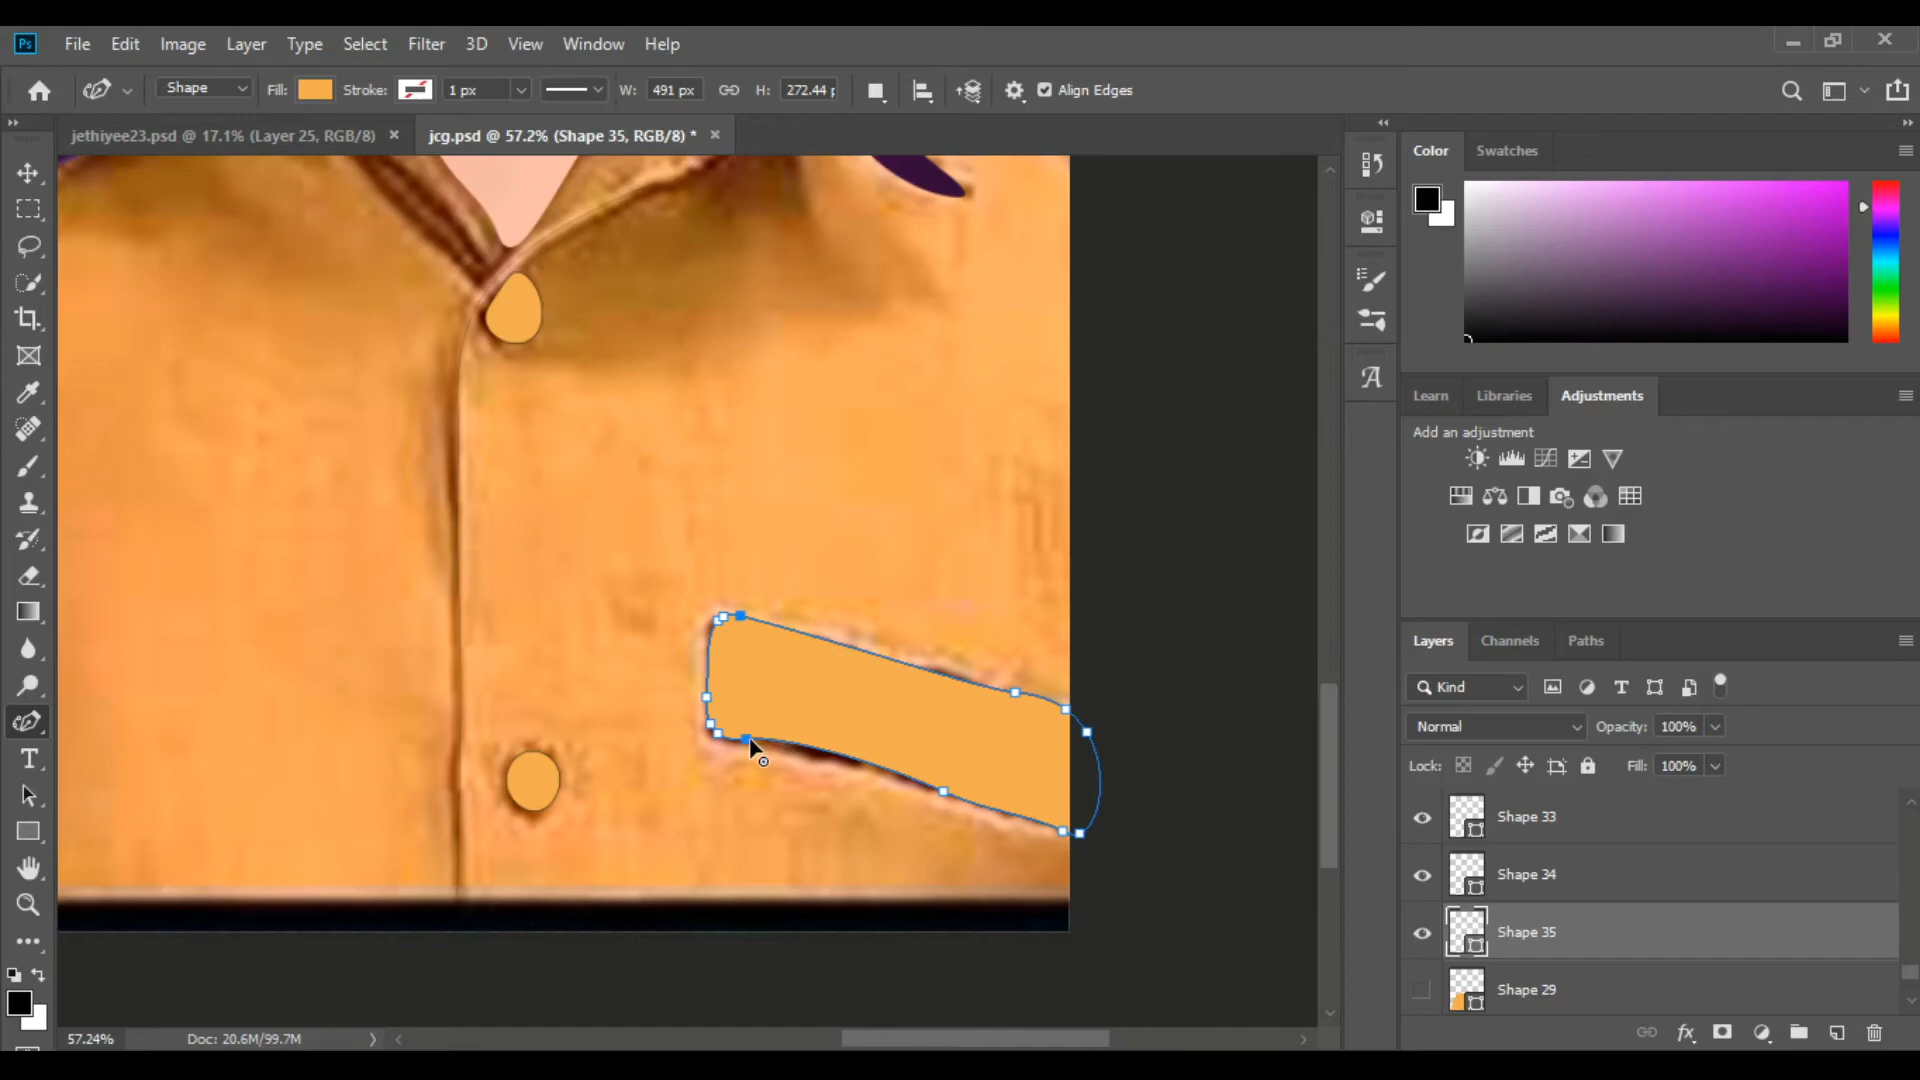 Ps File Edit Image Layer Type Select Filter 3D View Window Help
Shape Fill: Stroke: 1 px W: 491 px H: 272.44 p Align Edges
jethiyee23.psd @ 17.1% (Layer 25, RGB/8) × jcg.psd @ 57.2% (Shape 35, RGB/8) * ×
Color Swatches
Learn Libraries Adjustments
Add an adjustment
Layers Channels Paths
Kind
Normal Opacity: 100%
Lock: Fill: 100%
Shape 33
Shape 34
Shape 35
Shape 29
57.24% Doc: 20.6M/99.7M